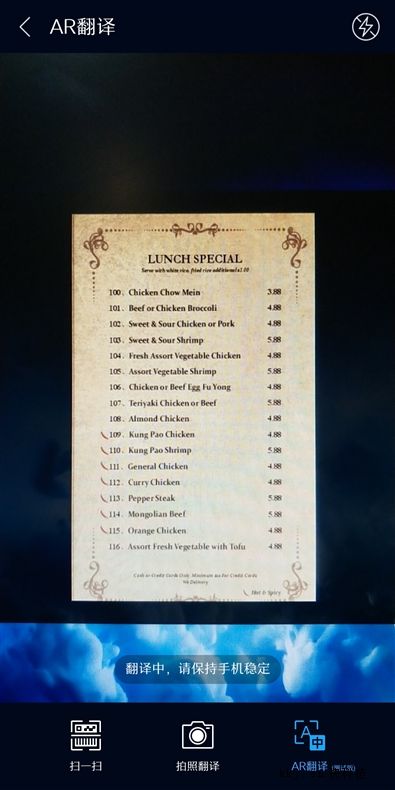 AR翻译
LUNCH SPECIAL
Serve with white rice, fried rice additional $1.00
100. Chicken Chow Mein 3.88
101. Beef or Chicken Broccoli 4.88
102. Sweet & Sour Chicken or Pork 4.88
103. Sweet & Sour Shrimp 5.88
104. Fresh Assort Vegetable Chicken 4.88
105. Assort Vegetable Shrimp 5.88
106. Chicken or Beef Egg Fu Yong 4.88
107. Teriyaki Chicken or Beef 5.88
108. Almond Chicken 4.88
109. Kung Pao Chicken 4.88
110. Kung Pao Shrimp 5.88
111. General Chicken 4.88
112. Curry Chicken 4.88
113. Pepper Steak 5.88
114. Mongolian Beef 5.88
115. Orange Chicken 4.88
116. Assort Fresh Vegetable with Tofu 4.88
Cash or Credit Cards Only. Minimum for Credit Cards
No Delivery
Hot & Spicy
翻译中，请保持手机稳定
A 中
扫一扫 拍照翻译 AR翻译 (测试版)